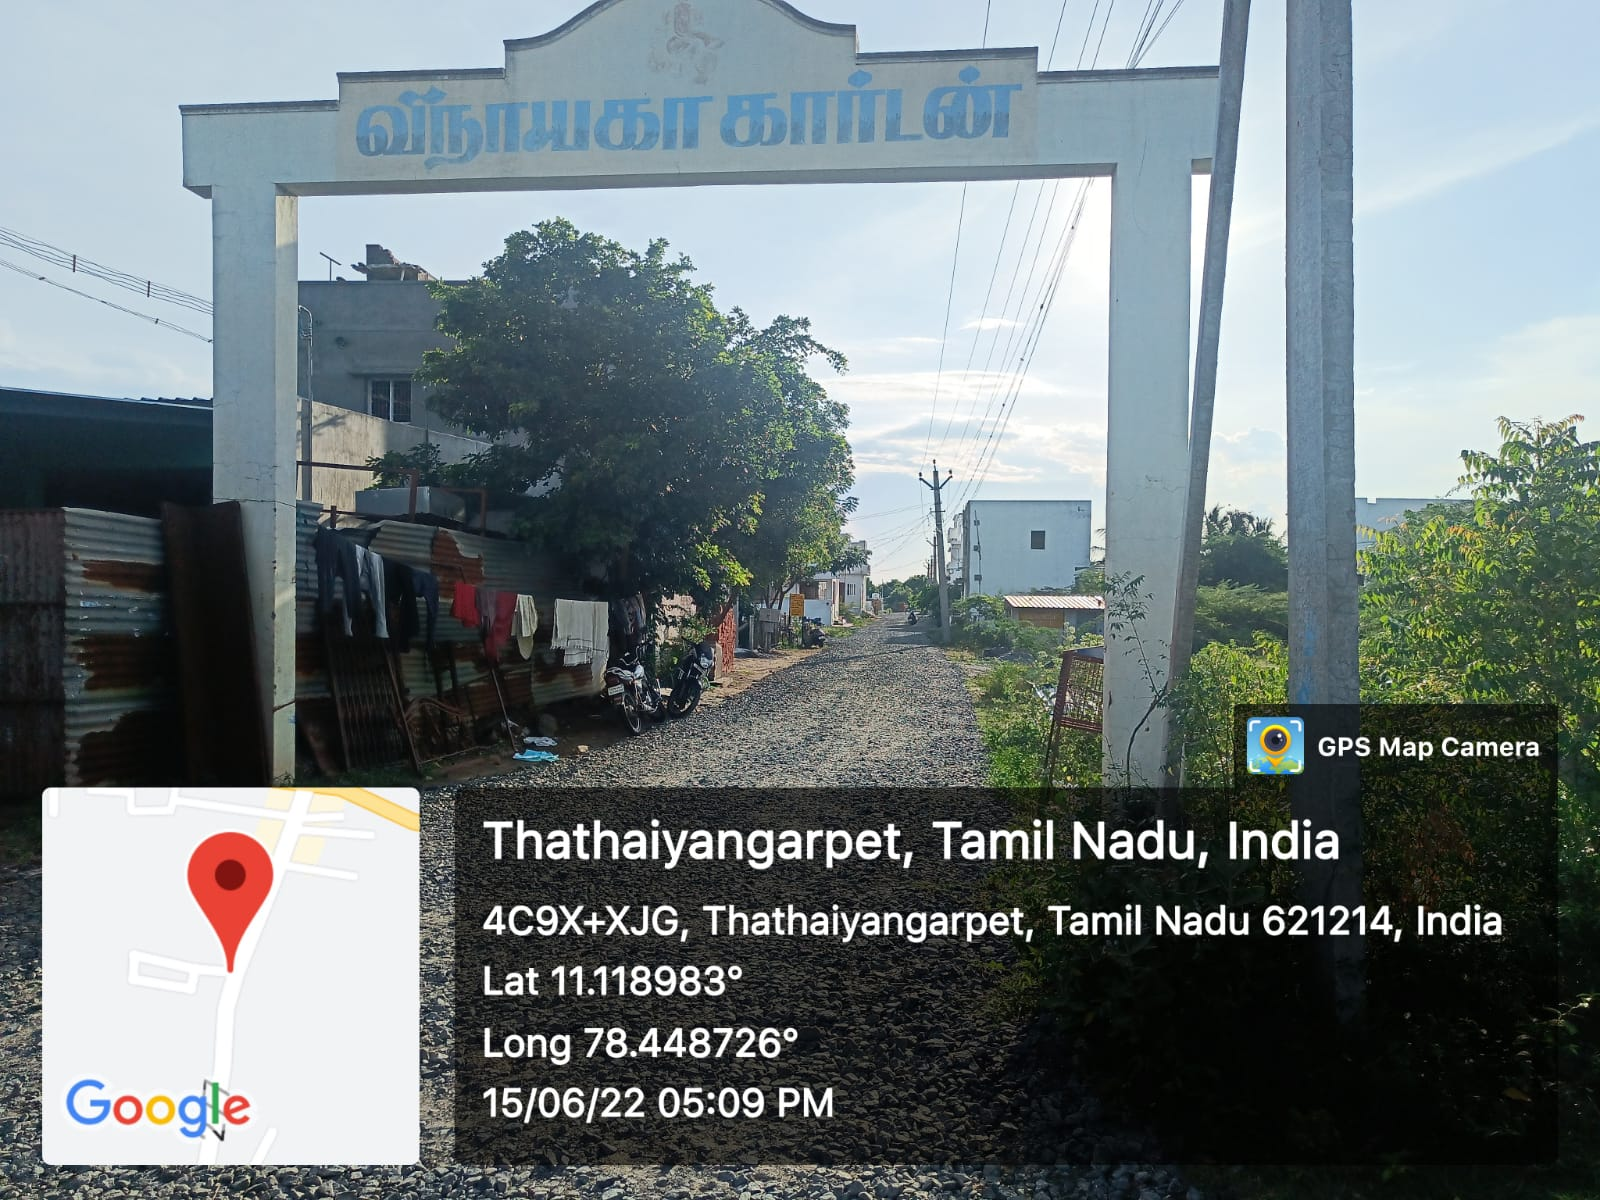 விநாயகா கார்டன்
GPS Map Camera
Thathaiyangarpet, Tamil Nadu, India
4C9X+XJG, Thathaiyangarpet, Tamil Nadu 621214, India
Lat 11.118983°
Long 78.448726°
15/06/22 05:09 PM
Google